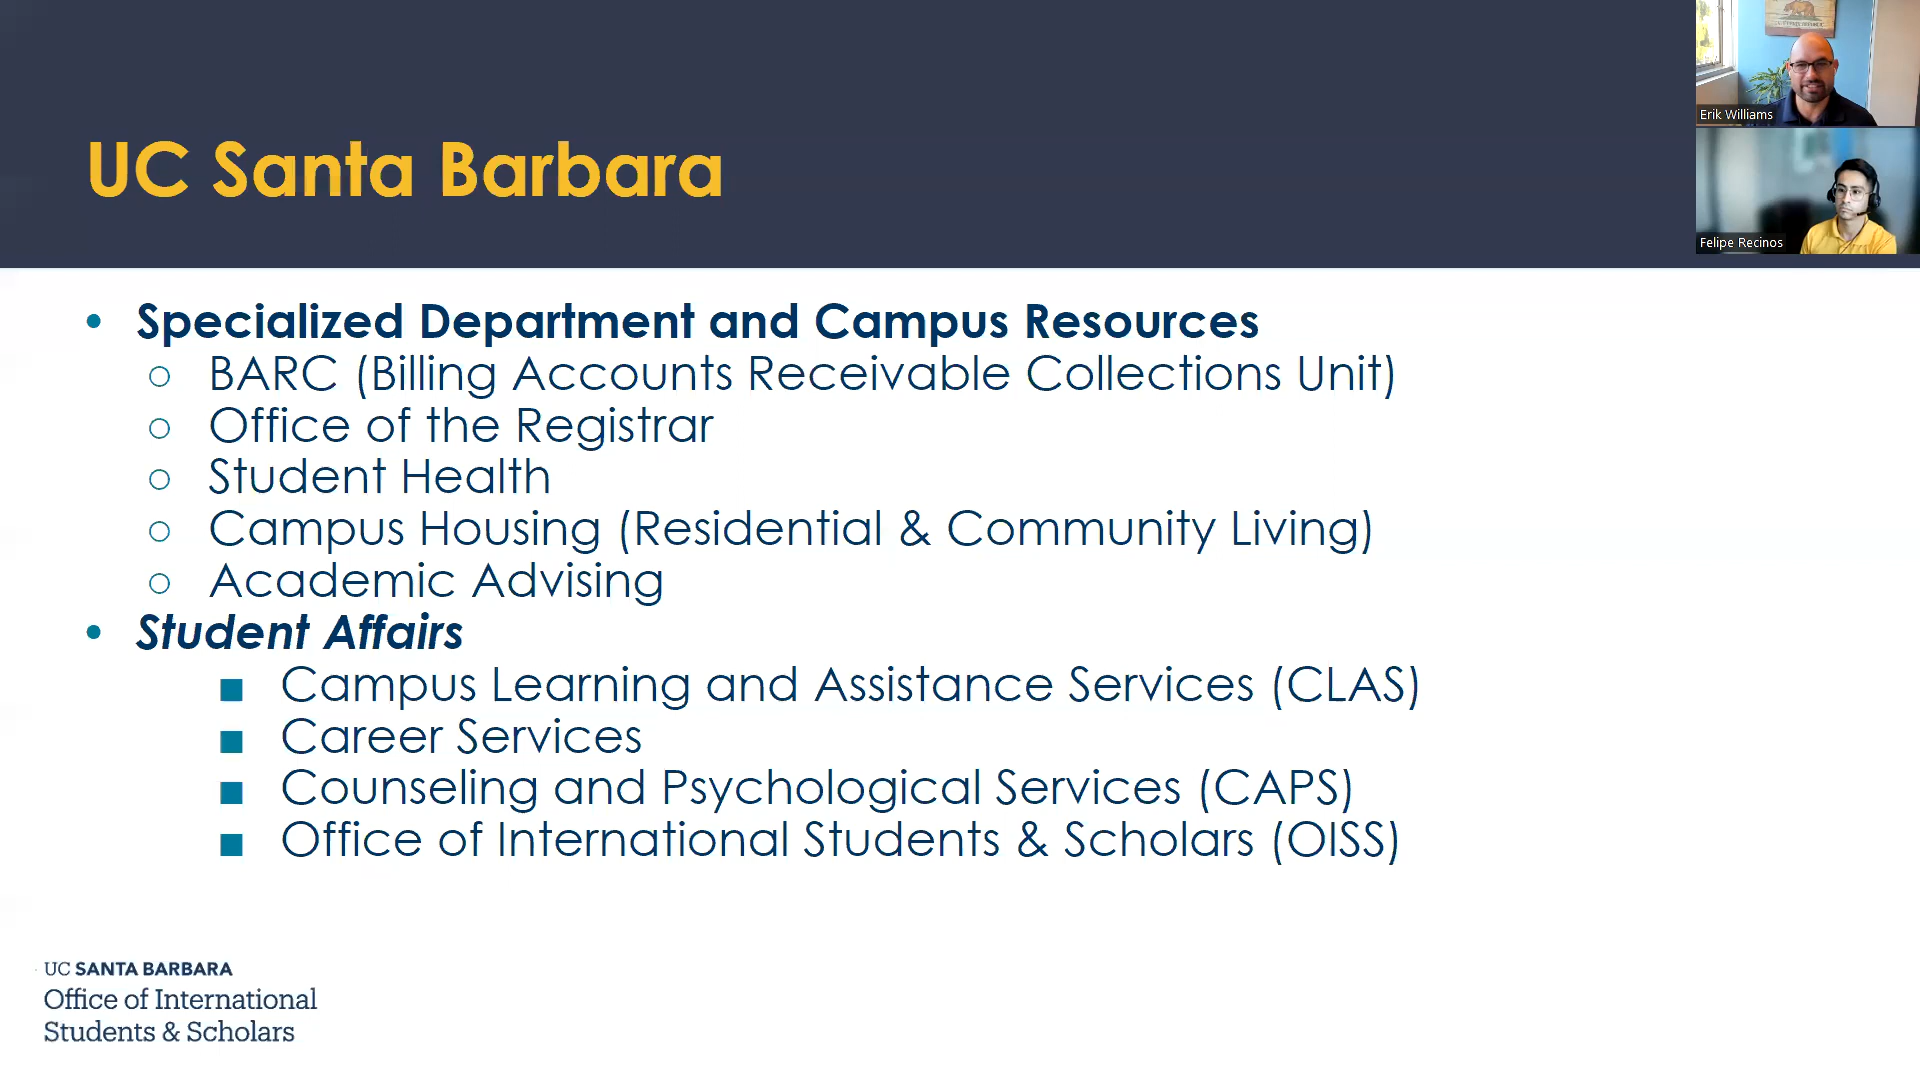 UC Santa Barbara
Erik Williams
Felipe Recinos
• Specialized Department and Campus Resources
○ BARC (Billing Accounts Receivable Collections Unit)
○ Office of the Registrar
○ Student Health
○ Campus Housing (Residential & Community Living)
○ Academic Advising
• Student Affairs
■ Campus Learning and Assistance Services (CLAS)
■ Career Services
■ Counseling and Psychological Services (CAPS)
■ Office of International Students & Scholars (OISS)
UC SANTA BARBARA
Office of International
Students & Scholars